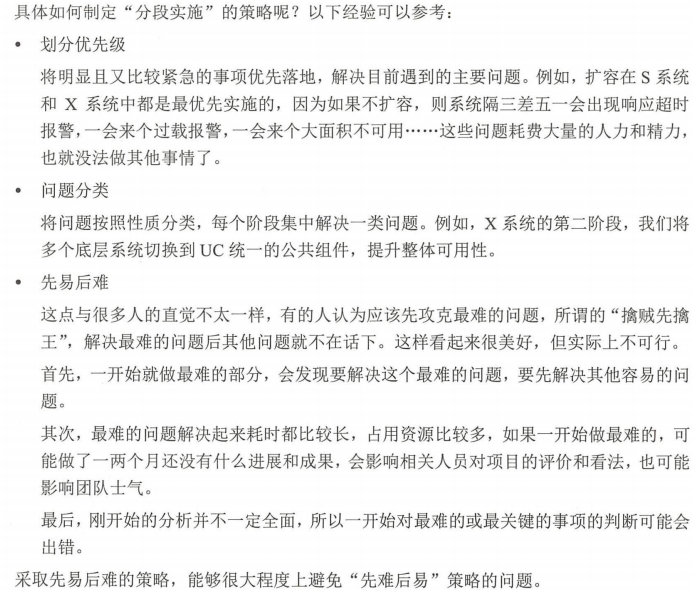 具体如何制定“分段实施”的策略呢？以下经验可以参考：
• 划分优先级
将明显且又比较紧急的事项优先落地，解决目前遇到的主要问题。例如，扩容在 S 系统
和 X 系统中都是最优先实施的，因为如果不扩容，则系统隔三差五一会出现响应超时
报警，一会来个过载报警，一会来个大面积不可用……这些问题耗费大量的人力和精力，
也就没法做其他事情了。
• 问题分类
将问题按照性质分类，每个阶段集中解决一类问题。例如，X 系统的第二阶段，我们将
多个底层系统切换到 UC 统一的公共组件，提升整体可用性。
• 先易后难
这点与很多人的直觉不太一样，有的人认为应该先攻克最难的问题，所谓的“擒贼先擒
王”，解决最难的问题后其他问题就不在话下。这样看起来很美好，但实际上不可行。
首先，一开始就做最难的部分，会发现要解决这个最难的问题，要先解决其他容易的问
题。
其次，最难的问题解决起来耗时都比较长，占用资源比较多，如果一开始做最难的，可
能做了一两个月还没有什么进展和成果，会影响相关人员对项目的评价和看法，也可能
影响团队士气。
最后，刚开始的分析并不一定全面，所以一开始对最难的或最关键的事项的判断可能会
出错。
采取先易后难的策略，能够很大程度上避免“先难后易”策略的问题。